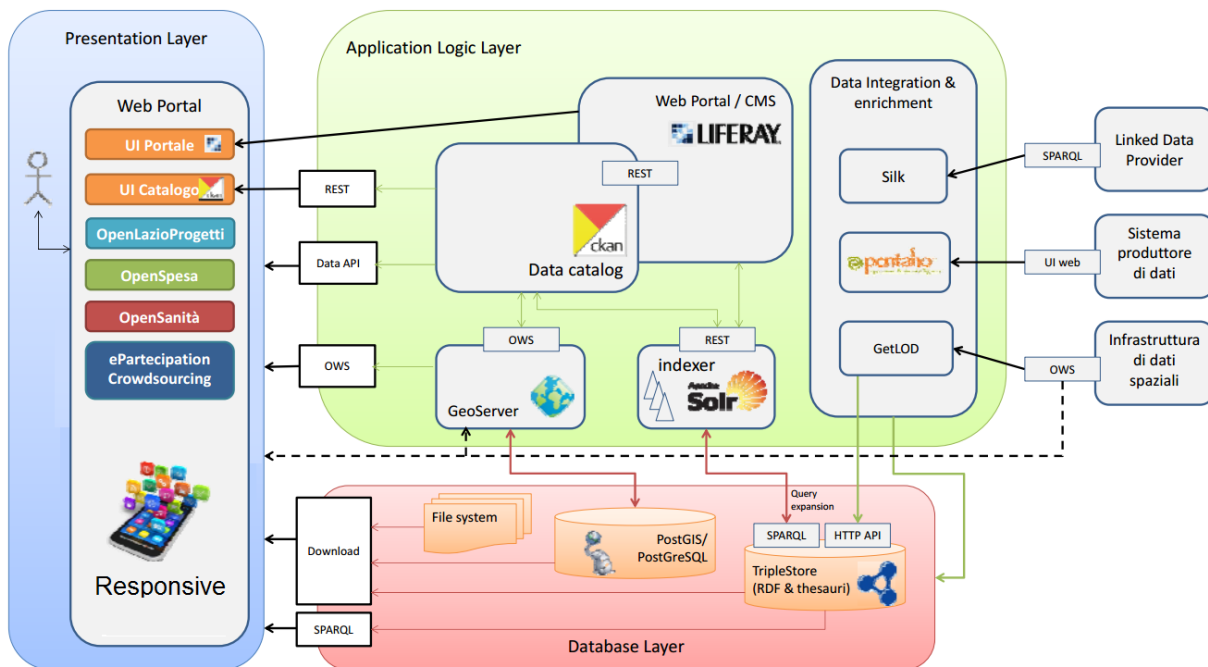 Presentation Layer
Web Portal
UI Portale
UI Catalogo
ckan
OpenLazioProgetti
OpenSpesa
OpenSanità
ePartecipation
Crowdsourcing
Responsive
REST
Data API
OWS
Download
SPARQL
Application Logic Layer
Web Portal / CMS
LIFERAY
REST
ckan
Data catalog
OWS
GeoServer
REST
indexer
Apache
Solr
Data Integration &
enrichment
Silk
pentaho
GetLOD
SPARQL
Linked Data
Provider
UI web
Sistema
produttore
di dati
OWS
Infrastruttura
di dati
spaziali
File system
PostGIS/
PostGreSQL
Query
expansion
SPARQL
HTTP API
TripleStore
(RDF & thesauri)
Database Layer